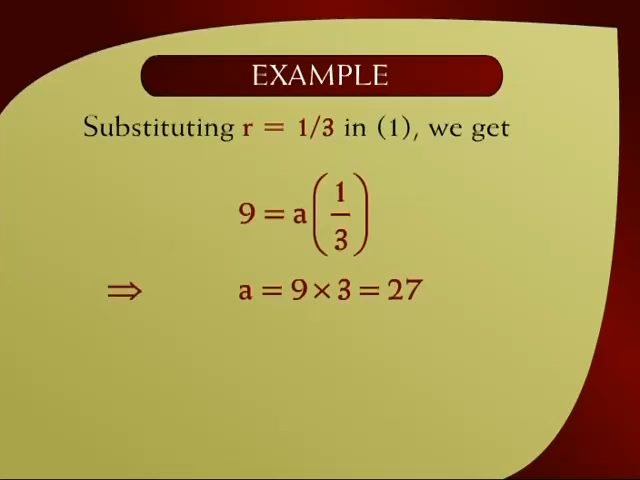 EXAMPLE
Substituting r = 1/3 in (1), we get
9 = a(1/3)
⇒ a = 9 × 3 = 27